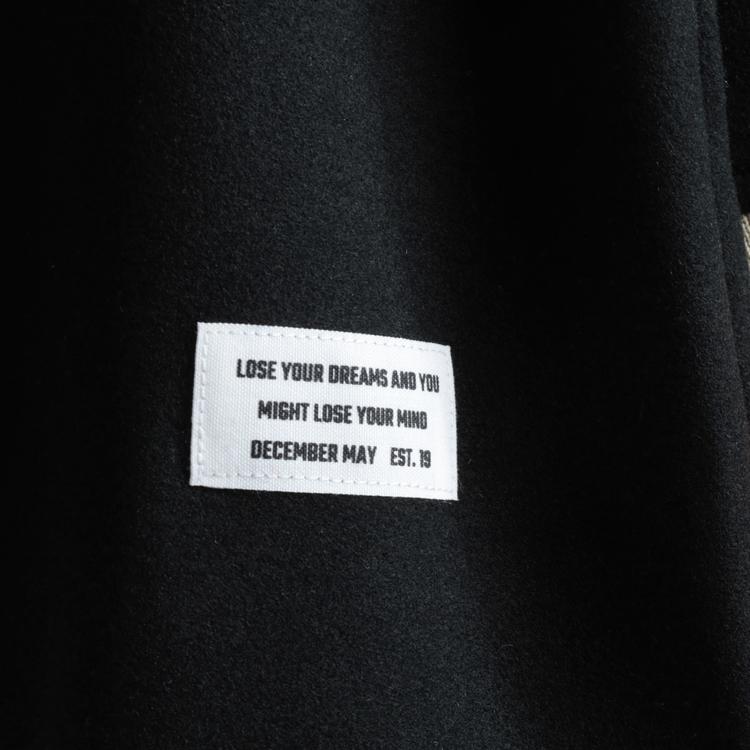 LOSE YOUR DREAMS AND YOU
MIGHT LOSE YOUR MIND
DECEMBER MAY EST. 19